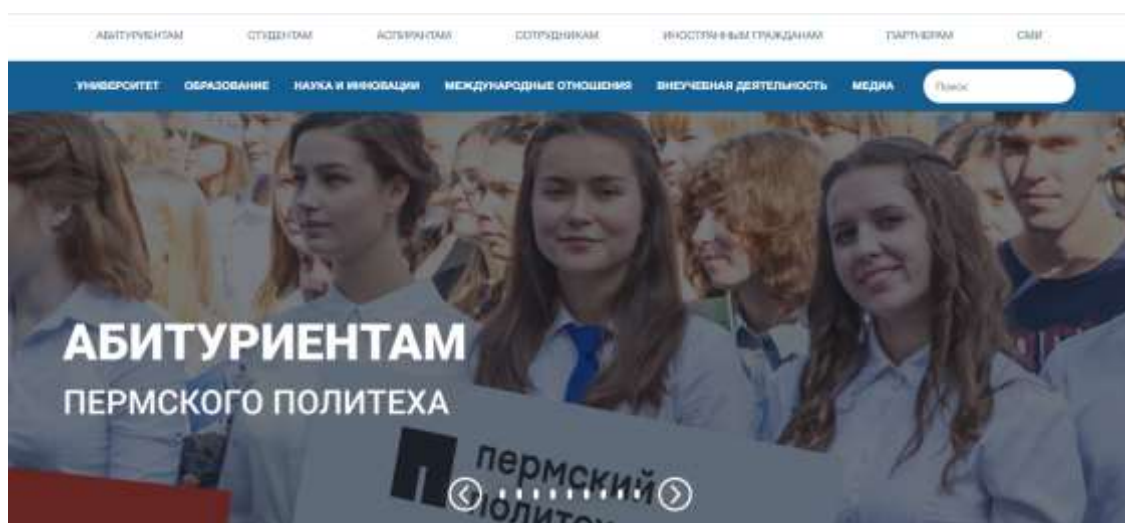 АБИТУРИЕНТАМ СТУДЕНТАМ АСПИРАНТАМ СОТРУДНИКАМ ИНОСТРАННЫМ ГРАЖДАНАМ ПАРТНЕРАМ СМИ
УНИВЕРСИТЕТ ОБРАЗОВАНИЕ НАУКА И ИННОВАЦИИ МЕЖДУНАРОДНЫЕ ОТНОШЕНИЯ ВНЕУЧЕБНАЯ ДЕЯТЕЛЬНОСТЬ МЕДИА Поиск
АБИТУРИЕНТАМ
ПЕРМСКОГО ПОЛИТЕХА
пермский
политех